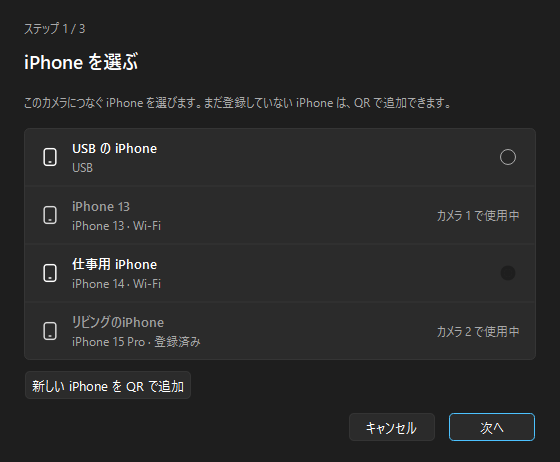 ステップ 1 / 3
iPhone を選ぶ
このカメラにつなぐ iPhone を選びます。まだ登録していない iPhone は、QR で追加できます。
USB の iPhone
USB
iPhone 13
iPhone 13 · Wi-Fi
カメラ 1 で使用中
仕事用 iPhone
iPhone 14 · Wi-Fi
リビングのiPhone
iPhone 15 Pro · 登録済み
カメラ 2 で使用中
新しい iPhone を QR で追加
キャンセル
次へ